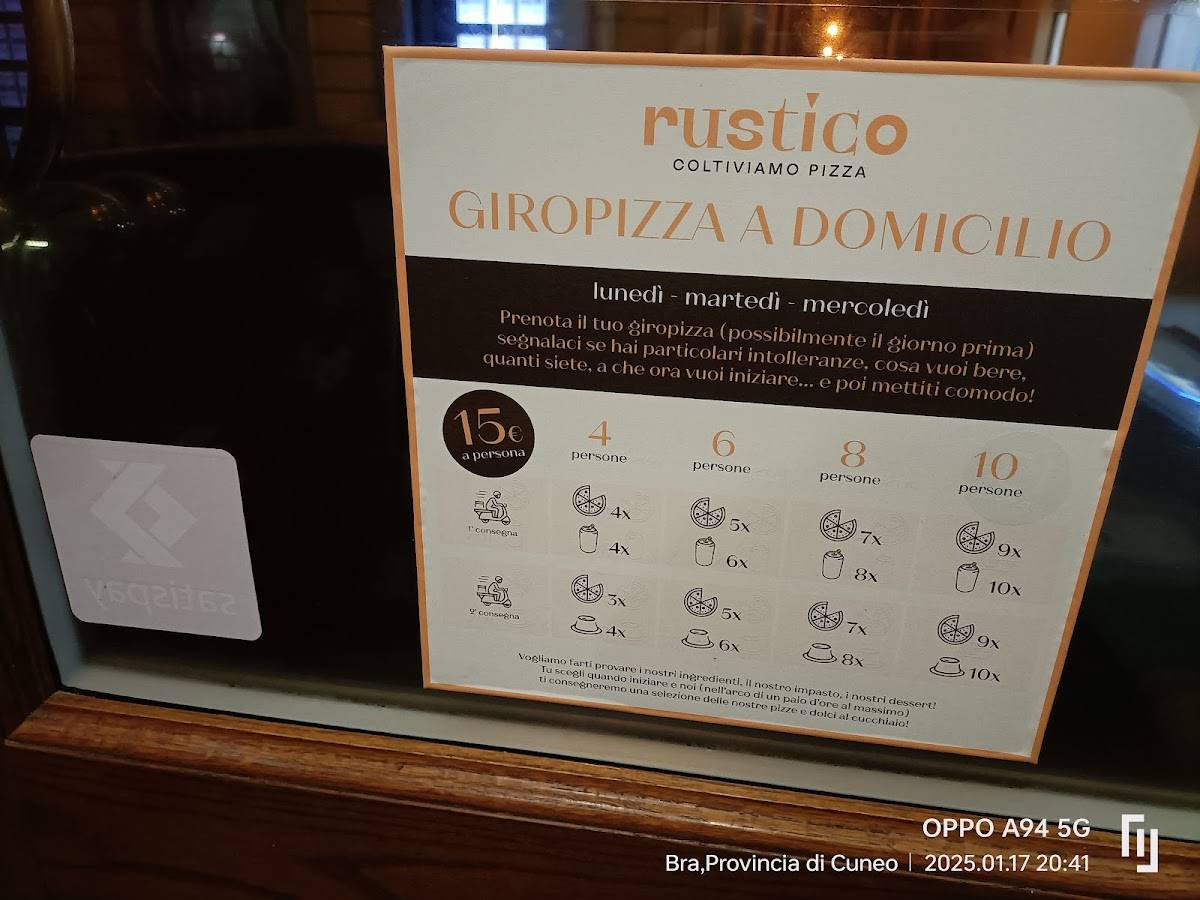 rustico
COLTIVIAMO PIZZA
GIROPIZZA A DOMICILIO
lunedì - martedì - mercoledì
Prenota il tuo giropizza (possibilmente il giorno prima)
segnalaci se hai particolari intolleranze, cosa vuoi bere,
quanti siete, a che ora vuoi iniziare... e poi mettiti comodo!
15€
a persona
4
persone
6
persone
8
persone
10
persone
1° consegna
4x
5x
7x
9x
4x
6x
8x
10x
2° consegna
3x
5x
7x
9x
4x
6x
8x
10x
Vogliamo farti provare i nostri ingredienti, il nostro impasto, i nostri dessert!
Tu scegli quando iniziare e noi (nell'arco di un paio d'ore al massimo)
ti consegneremo una selezione delle nostre pizze e dolci al cucchiaio!
satispay
OPPO A94 5G
Bra,Provincia di Cuneo | 2025.01.17 20:41